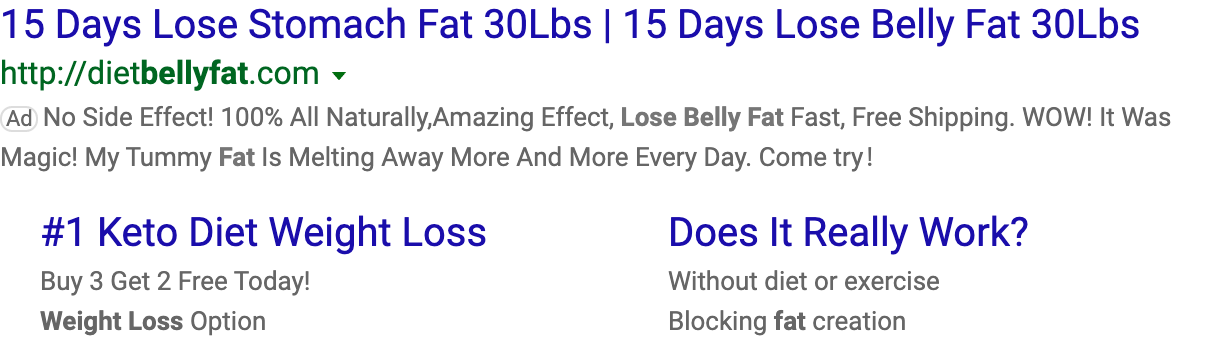 15 Days Lose Stomach Fat 30Lbs | 15 Days Lose Belly Fat 30Lbs
http://dietbellyfat.com
Ad No Side Effect! 100% All Naturally,Amazing Effect, Lose Belly Fat Fast, Free Shipping. WOW! It Was
Magic! My Tummy Fat Is Melting Away More And More Every Day. Come try!
#1 Keto Diet Weight Loss
Buy 3 Get 2 Free Today!
Weight Loss Option
Does It Really Work?
Without diet or exercise
Blocking fat creation